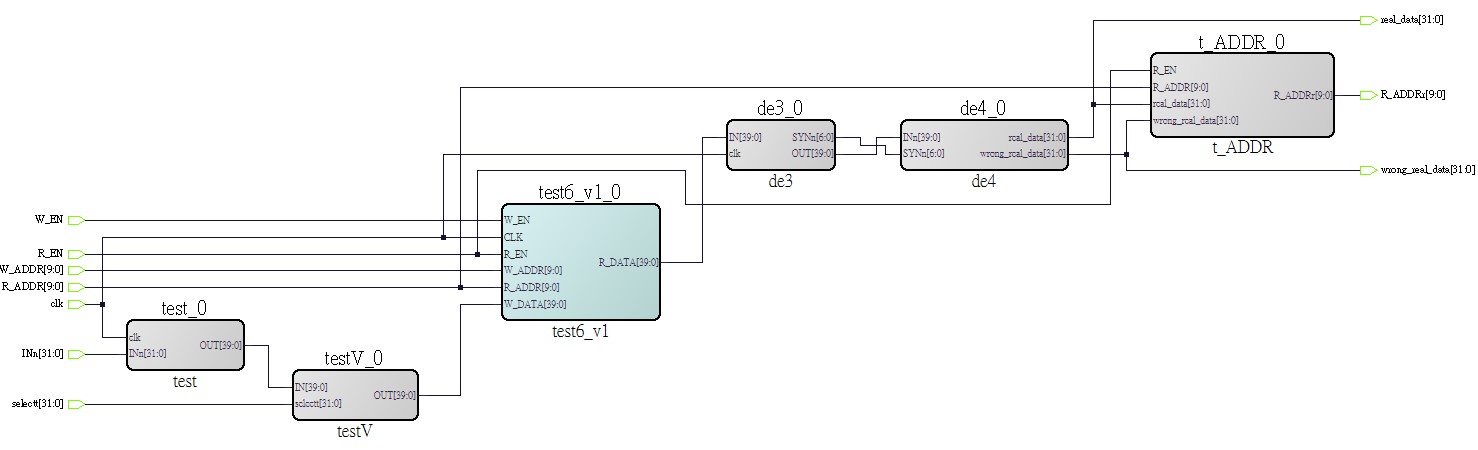 real_data[31:0]
t_ADDR_0
R_EN
R_ADDR[9:0]
real_data[31:0]
wrong_real_data[31:0]
R_ADDRr[9:0]
R_ADDRr[9:0]
t_ADDR
wrong_real_data[31:0]
de3_0
IN[39:0]
clk
SYNn[6:0]
OUT[39:0]
de3
de4_0
INn[39:0]
SYNn[6:0]
real_data[31:0]
wrong_real_data[31:0]
de4
test6_v1_0
W_EN
CLK
R_EN
W_ADDR[9:0]
R_ADDR[9:0]
W_DATA[39:0]
R_DATA[39:0]
test6_v1
W_EN
R_EN
W_ADDR[9:0]
R_ADDR[9:0]
clk
INn[31:0]
selectt[31:0]
test_0
clk
INn[31:0]
OUT[39:0]
test
testV_0
IN[39:0]
selectt[31:0]
OUT[39:0]
testV